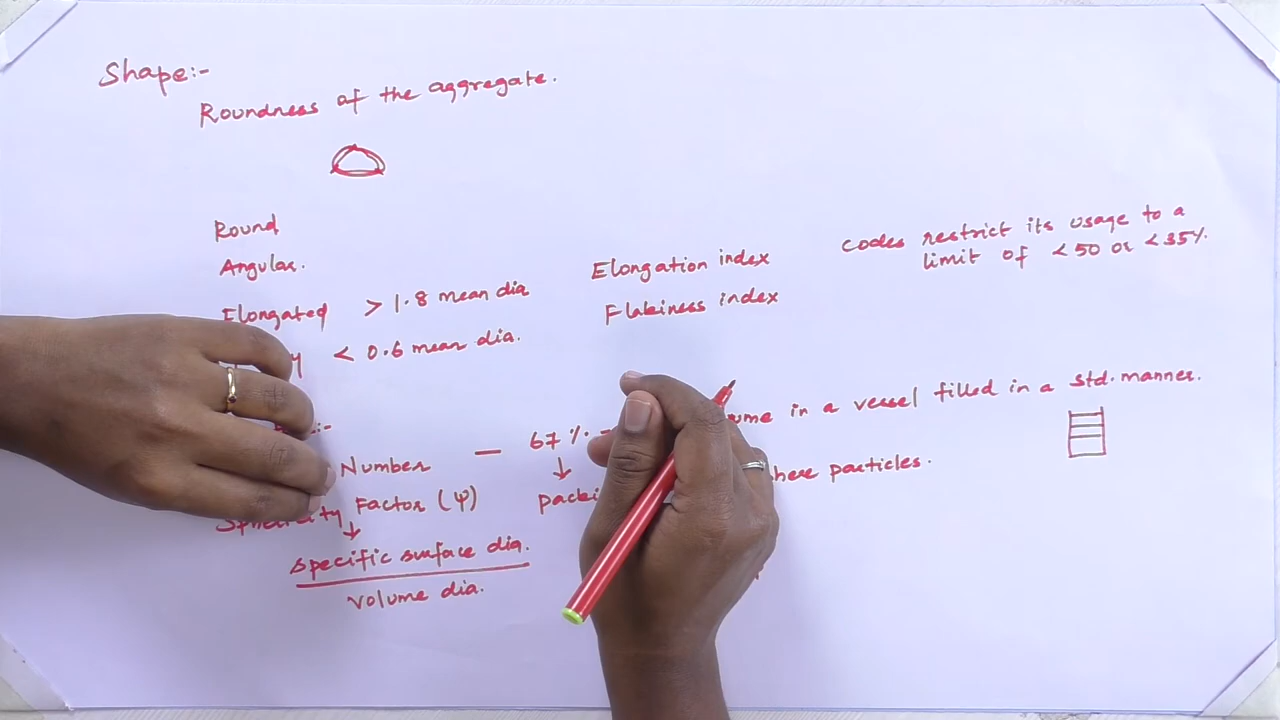 Shape:-
Roundness of the aggregate.
Round
Angular.
Elongated > 1.8 mean dia
< 0.6 mean dia.
Elongation index
Flakiness index
codes restrict its usage to a
limit of < 50 or < 35%.
Number — 67% - in a vessel filled in a std. manner.
Factor (ψ)
particles.
specific surface dia.
volume dia.